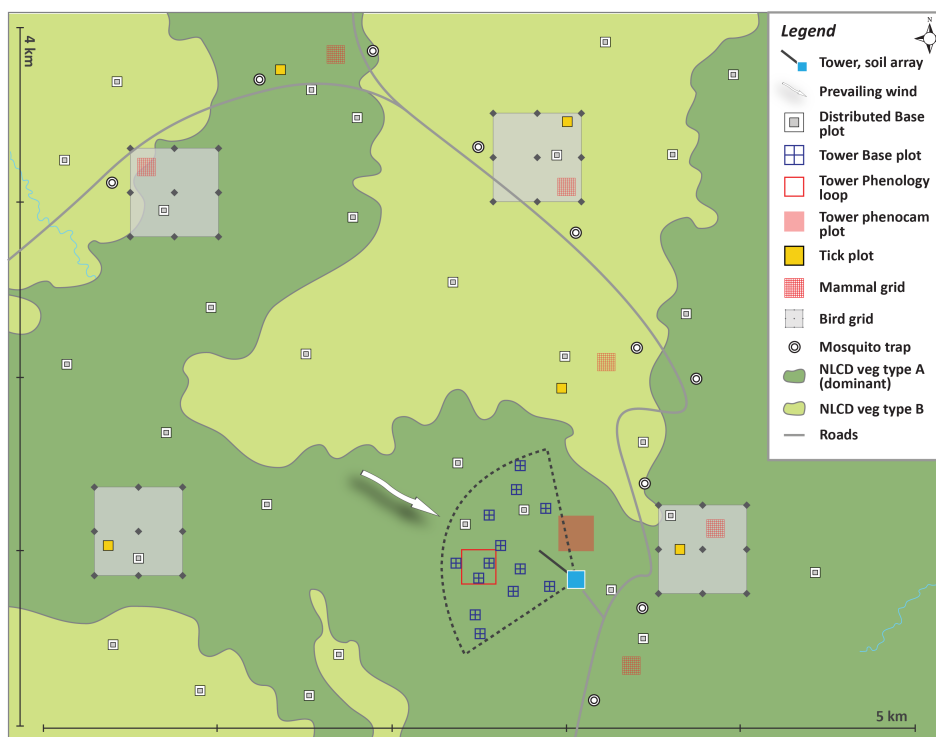 4 km
Legend
N
Tower, soil array
Prevailing wind
Distributed Base
plot
Tower Base plot
Tower Phenology
loop
Tower phenocam
plot
Tick plot
Mammal grid
Bird grid
Mosquito trap
NLCD veg type A
(dominant)
NLCD veg type B
Roads
5 km